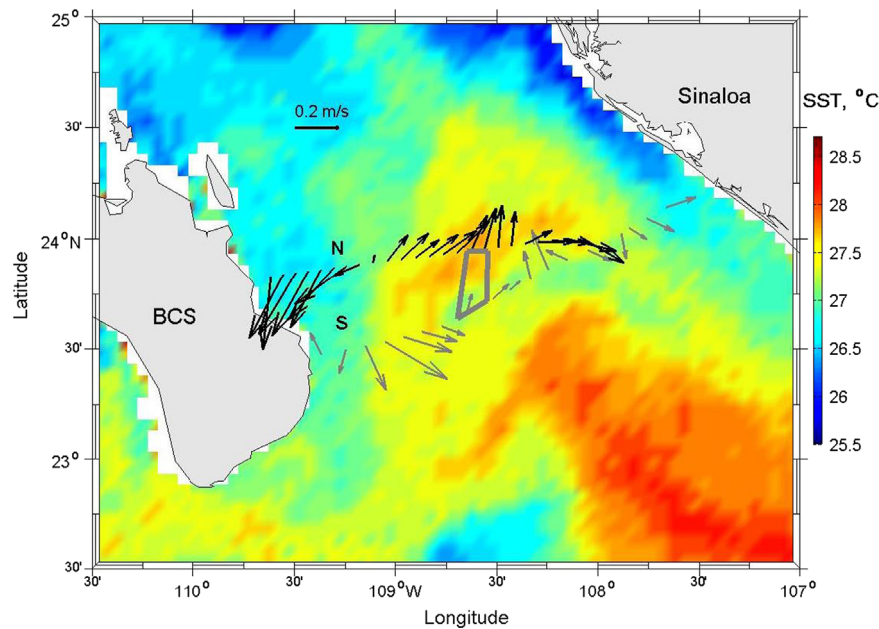 25°
30'
24°N
30'
23°
30'
Latitude
30'
110°
30'
109°W
30'
108°
30'
107°
Longitude
0.2 m/s
Sinaloa
N
S
BCS
SST, °C
28.5
28
27.5
27
26.5
26
25.5